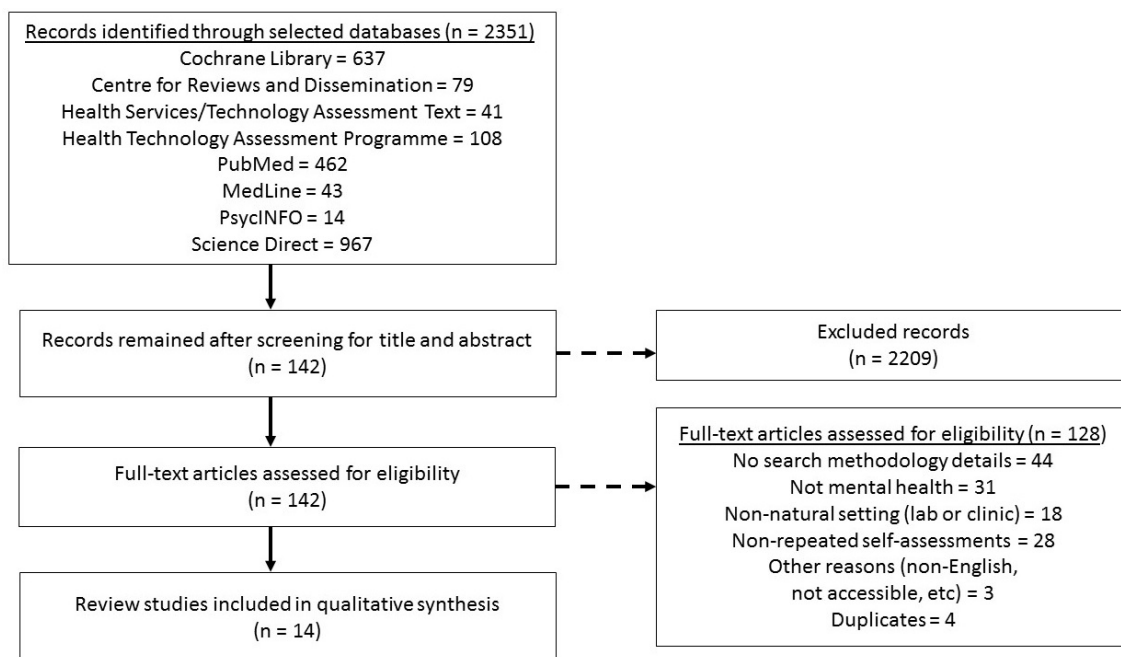 Records identified through selected databases (n = 2351)
Cochrane Library = 637
Centre for Reviews and Dissemination = 79
Health Services/Technology Assessment Text = 41
Health Technology Assessment Programme = 108
PubMed = 462
MedLine = 43
PsycINFO = 14
Science Direct = 967
Records remained after screening for title and abstract
(n = 142)
Excluded records
(n = 2209)
Full-text articles assessed for eligibility
(n = 142)
Full-text articles assessed for eligibility (n = 128)
No search methodology details = 44
Not mental health = 31
Non-natural setting (lab or clinic) = 18
Non-repeated self-assessments = 28
Other reasons (non-English,
not accessible, etc) = 3
Duplicates = 4
Review studies included in qualitative synthesis
(n = 14)